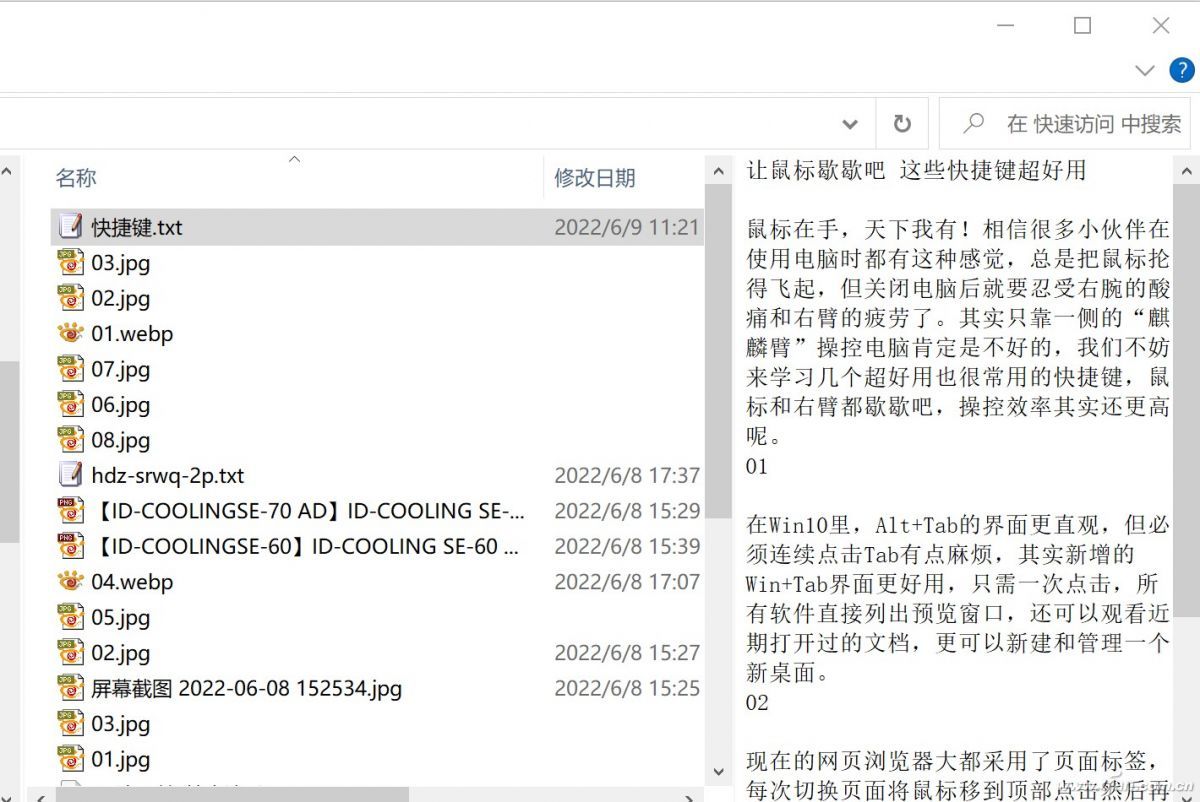 ?
在 快速访问 中搜索
名称 修改日期
快捷键.txt 2022/6/9 11:21
03.jpg
02.jpg
01.webp
07.jpg
06.jpg
08.jpg
hdz-srwq-2p.txt 2022/6/8 17:37
【ID-COOLINGSE-70 AD】ID-COOLING SE-... 2022/6/8 15:29
【ID-COOLINGSE-60】ID-COOLING SE-60 ... 2022/6/8 15:39
04.webp 2022/6/8 17:07
05.jpg
02.jpg 2022/6/8 15:27
屏幕截图 2022-06-08 152534.jpg 2022/6/8 15:25
03.jpg
01.jpg
让鼠标歇歇吧 这些快捷键超好用
鼠标在手，天下我有！相信很多小伙伴在
使用电脑时都有这种感觉，总是把鼠标抡
得飞起，但关闭电脑后就要忍受右腕的酸
痛和右臂的疲劳了。其实只靠一侧的“麒
麟臂”操控电脑肯定是不好的，我们不妨
来学习几个超好用也很常用的快捷键，鼠
标和右臂都歇歇吧，操控效率其实还更高
呢。
01
在Win10里，Alt+Tab的界面更直观，但必
须连续点击Tab有点麻烦，其实新增的
Win+Tab界面更好用，只需一次点击，所
有软件直接列出预览窗口，还可以观看近
期打开过的文档，更可以新建和管理一个
新桌面。
02
现在的网页浏览器大都采用了页面标签，
每次切换页面将鼠标移到顶部点击然后再